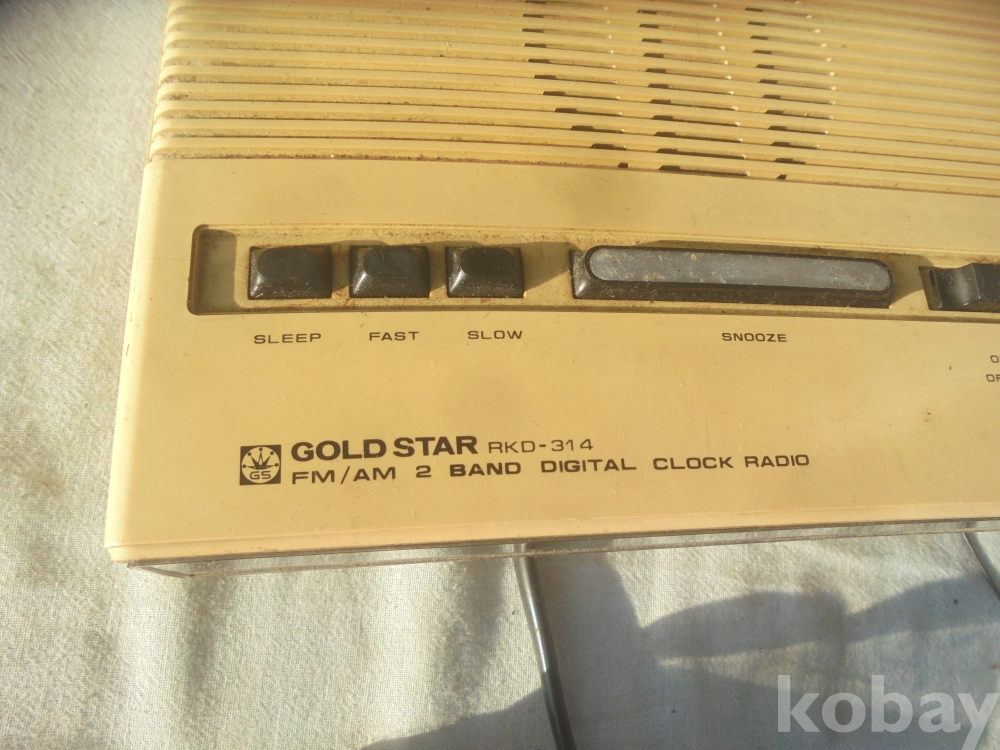 SLEEP FAST SLOW SNOOZE
GS GOLD STAR RKD-314
FM/AM 2 BAND DIGITAL CLOCK RADIO
kobay